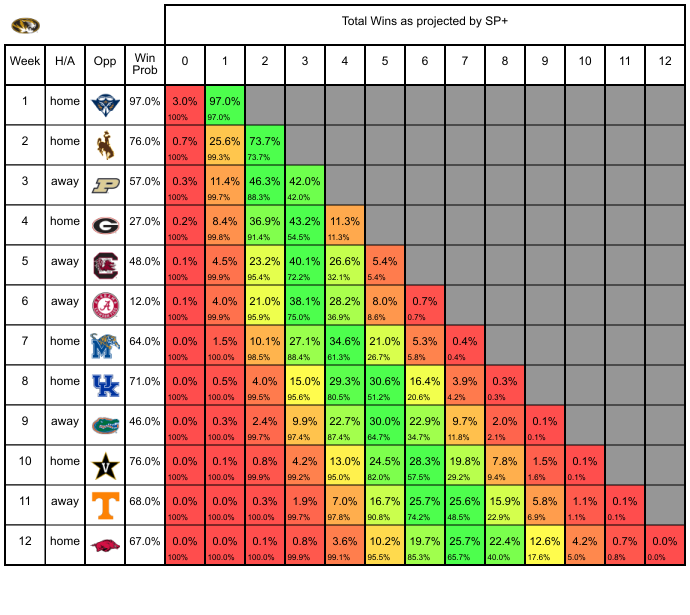 Total Wins as projected by SP+
Week H/A Opp Win Prob 0 1 2 3 4 5 6 7 8 9 10 11 12
1 home 97.0% 3.0% 97.0%
100% 97.0%
2 home 76.0% 0.7% 25.6% 73.7%
100% 99.3% 73.7%
3 away P 57.0% 0.3% 11.4% 46.3% 42.0%
100% 99.7% 88.3% 42.0%
4 home G 27.0% 0.2% 8.4% 36.9% 43.2% 11.3%
100% 99.8% 91.4% 54.5% 11.3%
5 away C 48.0% 0.1% 4.5% 23.2% 40.1% 26.6% 5.4%
100% 99.9% 95.4% 72.2% 32.1% 5.4%
6 away A 12.0% 0.1% 4.0% 21.0% 38.1% 28.2% 8.0% 0.7%
100% 99.9% 95.9% 75.0% 36.9% 8.6% 0.7%
7 home M 64.0% 0.0% 1.5% 10.1% 27.1% 34.6% 21.0% 5.3% 0.4%
100% 100.0% 98.5% 88.4% 61.3% 26.7% 5.8% 0.4%
8 home UK 71.0% 0.0% 0.5% 4.0% 15.0% 29.3% 30.6% 16.4% 3.9% 0.3%
100% 100.0% 99.5% 95.6% 80.5% 51.2% 20.6% 4.2% 0.3%
9 away 46.0% 0.0% 0.3% 2.4% 9.9% 22.7% 30.0% 22.9% 9.7% 2.0% 0.1%
100% 100.0% 99.7% 97.4% 87.4% 64.7% 34.7% 11.8% 2.1% 0.1%
10 home V 76.0% 0.0% 0.1% 0.8% 4.2% 13.0% 24.5% 28.3% 19.8% 7.8% 1.5% 0.1%
100% 100.0% 99.9% 99.2% 95.0% 82.0% 57.5% 29.2% 9.4% 1.6% 0.1%
11 away T 68.0% 0.0% 0.0% 0.3% 1.9% 7.0% 16.7% 25.7% 25.6% 15.9% 5.8% 1.1% 0.1%
100% 100.0% 100.0% 99.7% 97.8% 90.8% 74.2% 48.5% 22.9% 6.9% 1.1% 0.1%
12 home 67.0% 0.0% 0.0% 0.1% 0.8% 3.6% 10.2% 19.7% 25.7% 22.4% 12.6% 4.2% 0.7% 0.0%
100% 100.0% 100.0% 99.9% 99.1% 95.5% 85.3% 65.7% 40.0% 17.6% 5.0% 0.8% 0.0%